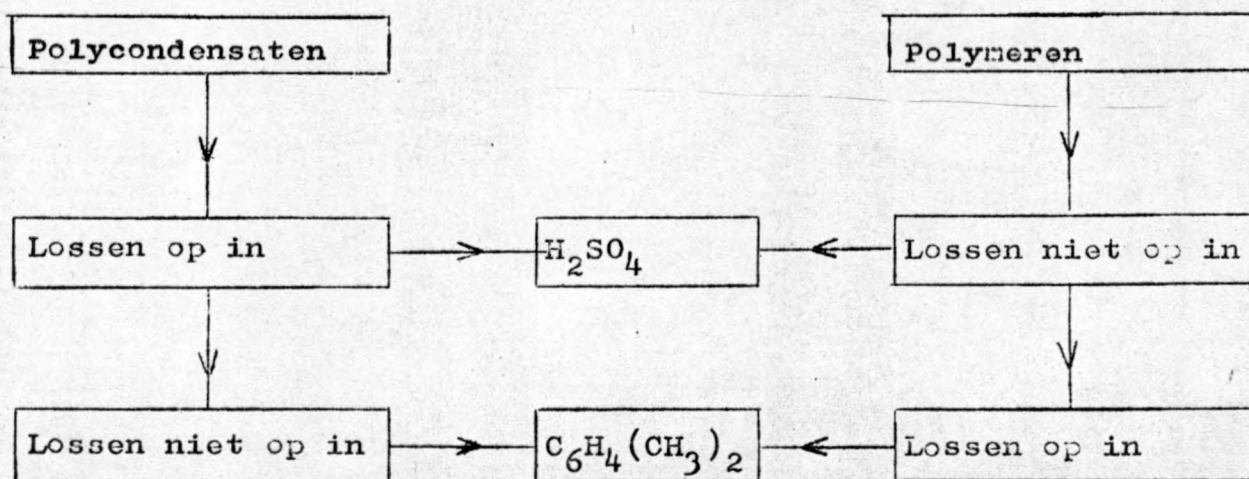 Polycondensaten
Polymeren
Lossen op in
H₂SO₄
Lossen niet op in
Lossen niet op in
C₆H₄(CH₃)₂
Lossen op in